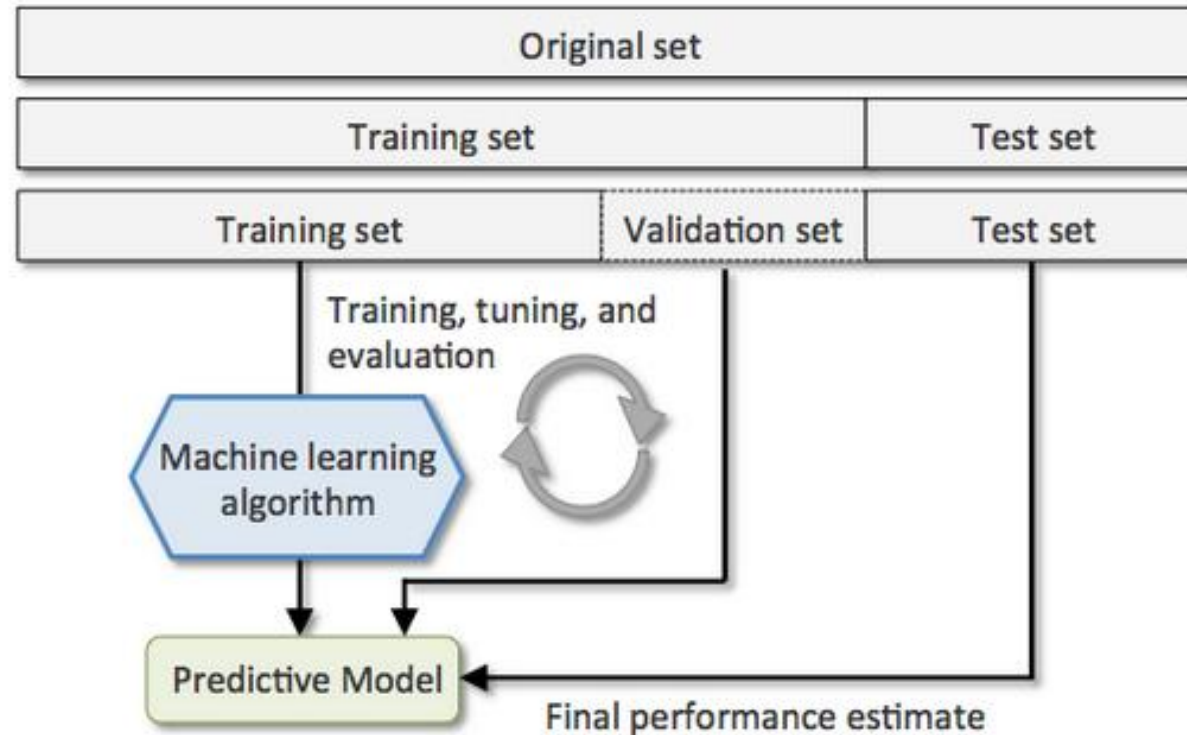 Original set
Training set
Test set
Training set
Validation set
Test set
Training, tuning, and
evaluation
Machine learning
algorithm
Predictive Model
Final performance estimate